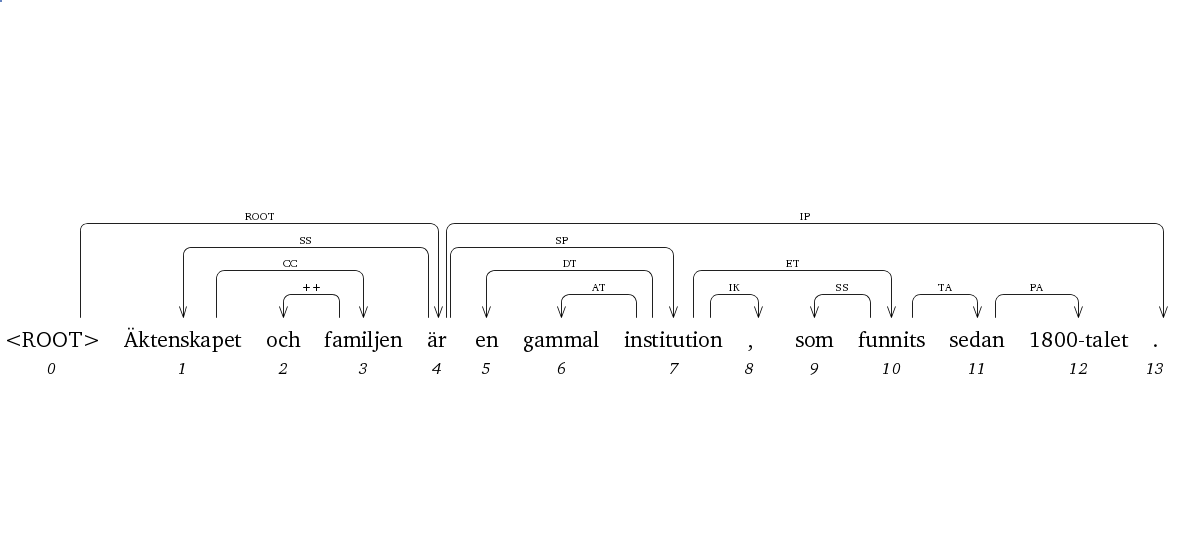 ROOT IP
SS SP
CC DT ET
++ AT IK SS TA PA
<ROOT> Äktenskapet och familjen är en gammal institution , som funnits sedan 1800-talet .
0 1 2 3 4 5 6 7 8 9 10 11 12 13